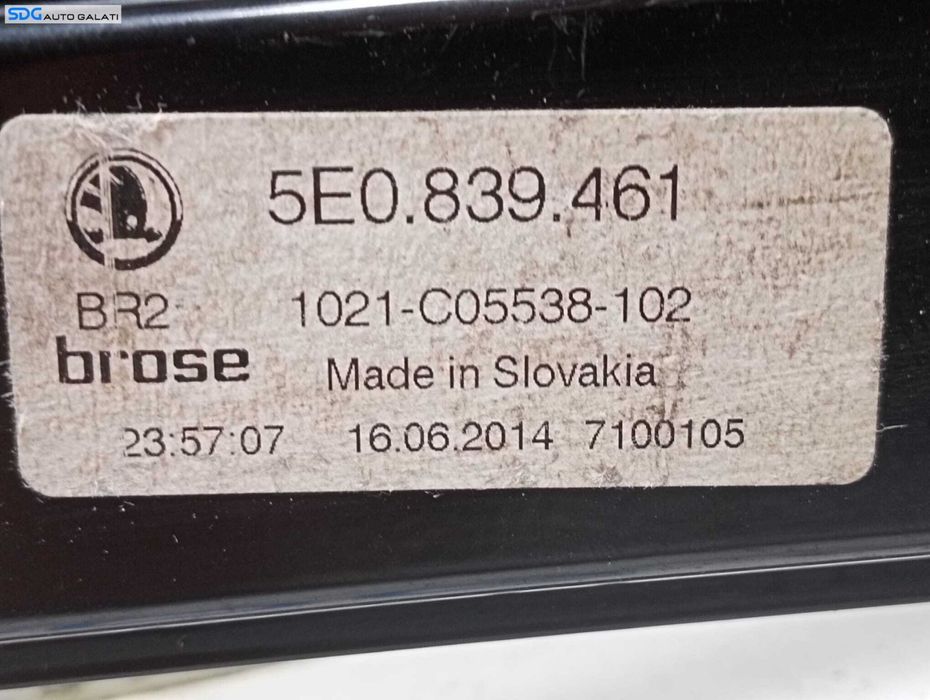 SDG AUTO GALATI
5E0.839.461
BR2 1021-C05538-102
brose Made in Slovakia
23:57:07 16.06.2014 7100105